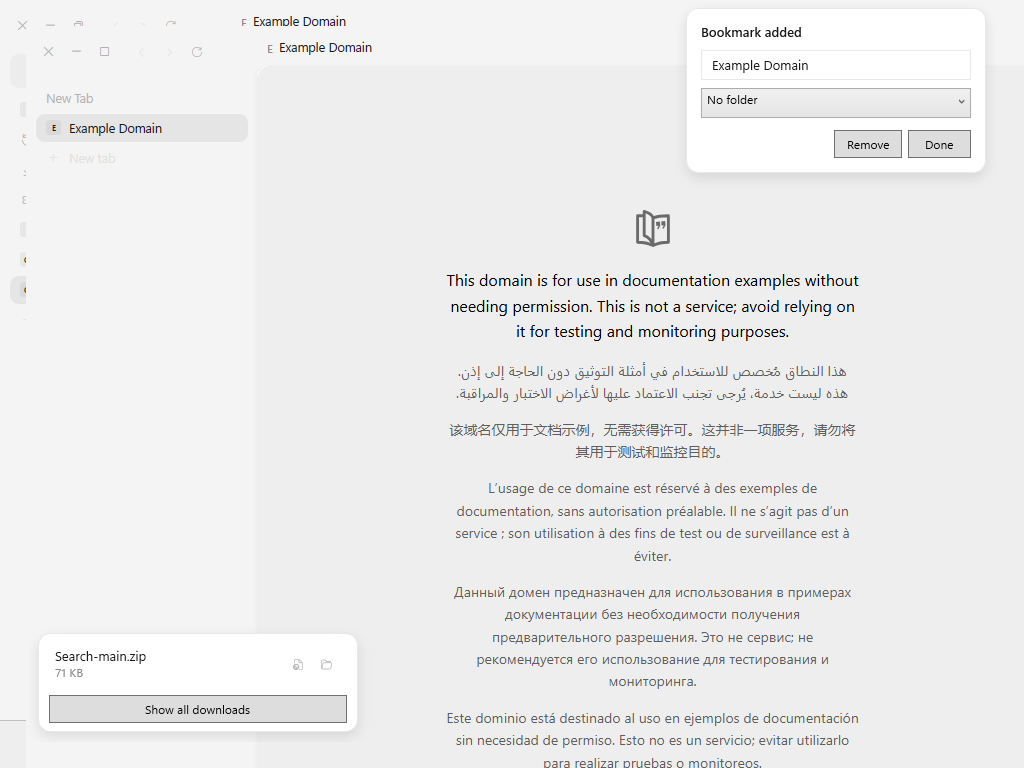 E Example Domain
E Example Domain
Bookmark added
Example Domain
No folder
Remove
Done
New Tab
E Example Domain
+ New tab
This domain is for use in documentation examples without
needing permission. This is not a service; avoid relying on
it for testing and monitoring purposes.
هذا النطاق مُخصص للاستخدام في أمثلة التوثيق دون الحاجة إلى إذن.
هذه ليست خدمة، يُرجى تجنب الاعتماد عليها لأغراض الاختبار والمراقبة.
该域名仅用于文档示例，无需获得许可。这并非一项服务，请勿将
其用于测试和监控目的。
L’usage de ce domaine est réservé à des exemples de
documentation, sans autorisation préalable. Il ne s’agit pas d’un
service ; son utilisation à des fins de test ou de surveillance est à
éviter.
Данный домен предназначен для использования в примерах
документации без необходимости получения
предварительного разрешения. Это не сервис; не
рекомендуется его использование для тестирования и
мониторинга.
Este dominio está destinado al uso en ejemplos de documentación
sin necesidad de permiso. Esto no es un servicio; evitar utilizarlo
para realizar pruebas o monitoreos.
Search-main.zip
71 KB
Show all downloads